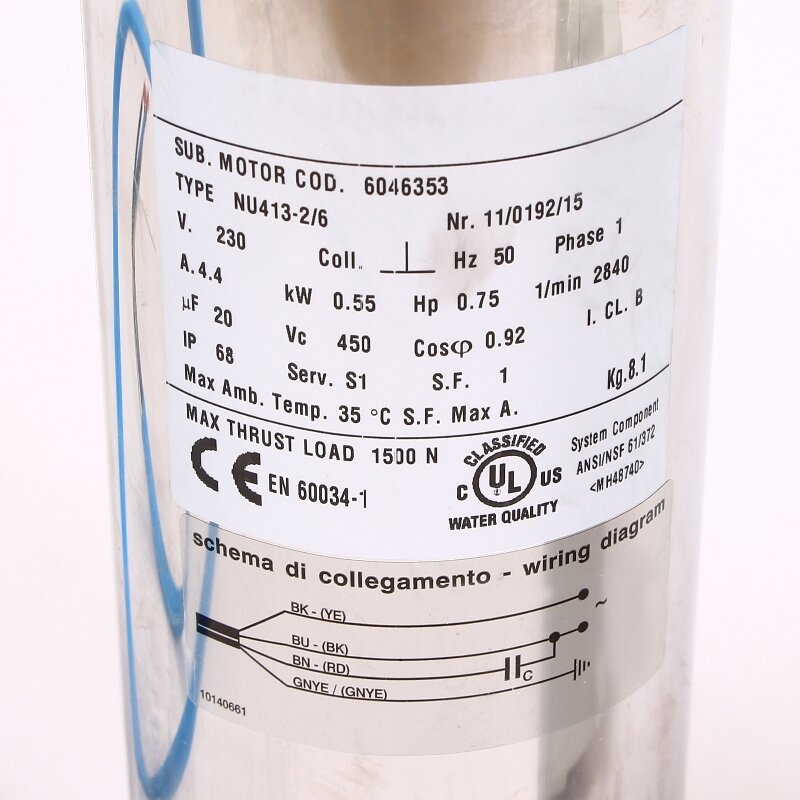 SUB. MOTOR COD. 6046353
TYPE NU413-2/6 Nr. 11/0192/15
V. 230 Coll. Hz 50 Phase 1
A. 4.4 kW 0.55 Hp 0.75 1/min 2840
µF 20 Vc 450 Cosφ 0.92 I. CL. B
IP 68 Serv. S1 S.F. 1 Kg. 8.1
Max Amb. Temp. 35 °C S.F. Max A.
MAX THRUST LOAD 1500 N
CE EN 60034-1
CLASSIFIED
C UL US
WATER QUALITY
System Component
ANSI/NSF 61/372
<MH48740>
schema di collegamento - wiring diagram
BK - (YE)
~
BU - (BK)
BN - (RD)
C
GNYE / (GNYE)
10140661